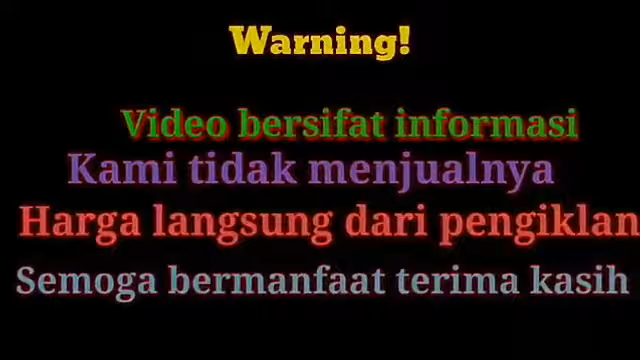 Warning!
Video bersifat informasi
Kami tidak menjualnya
Harga langsung dari pengiklan
Semoga bermanfaat terima kasih